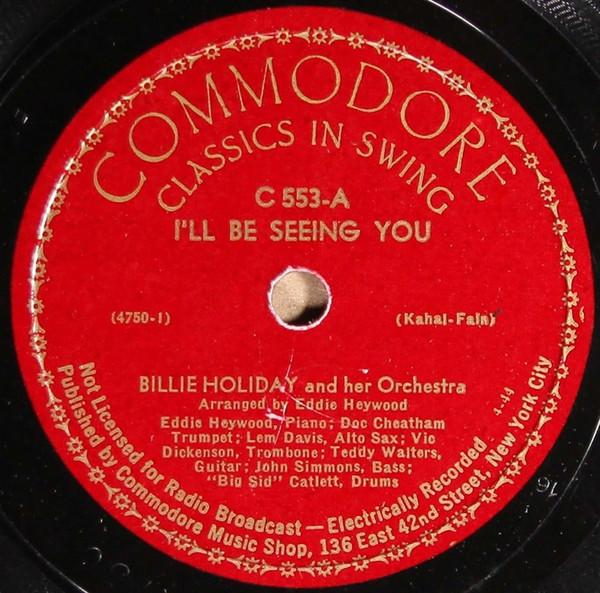 COMMODORE
CLASSICS IN SWING
C 553-A
I'LL BE SEEING YOU
(4750-1)
(Kahal-Fain)
BILLIE HOLIDAY and her Orchestra
Arranged by Eddie Heywood
Eddie Heywood, Piano; Doc Cheatham
Trumpet; Lem Davis, Alto Sax; Vic
Dickenson, Trombone; Teddy Walters,
Guitar; John Simmons, Bass;
"Big Sid" Catlett, Drums
4-44
Not Licensed for Radio Broadcast — Electrically Recorded
Published by Commodore Music Shop, 136 East 42nd Street, New York City
16